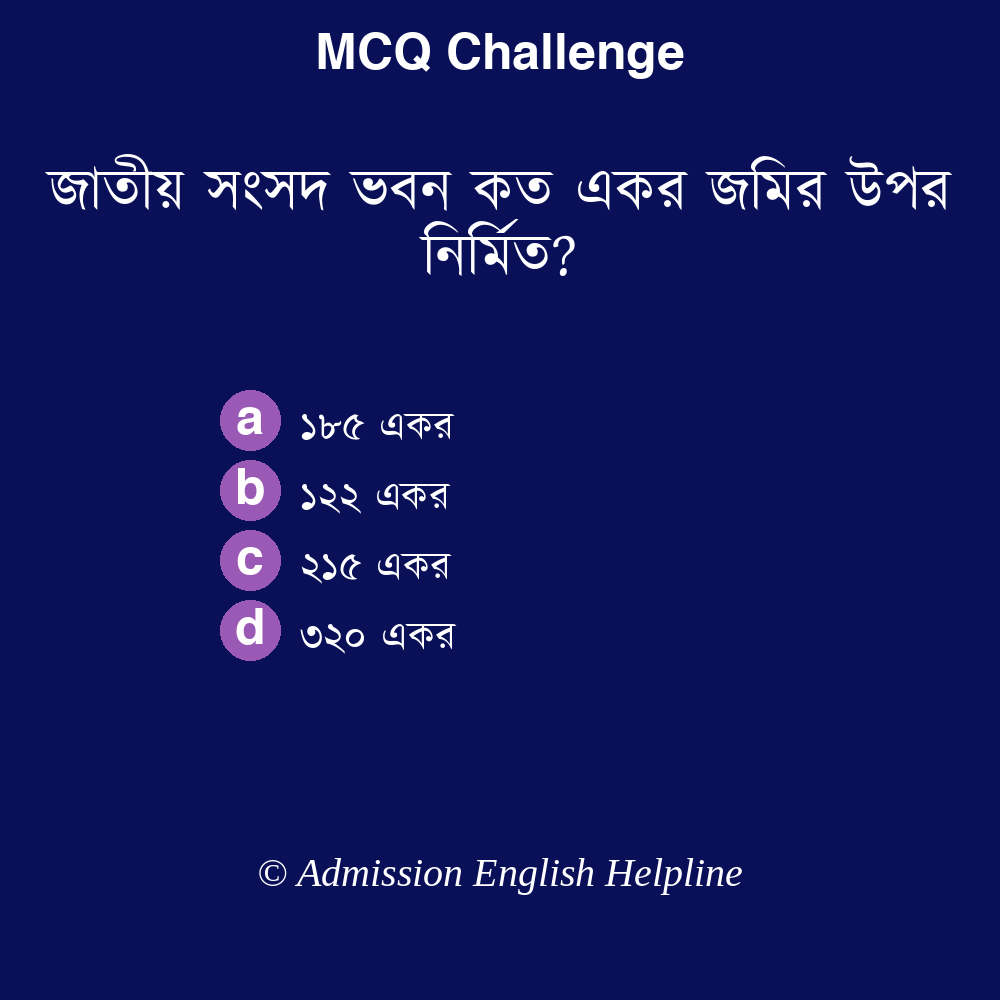 MCQ Challenge
জাতীয় সংসদ ভবন কত একর জমির উপর
নির্মিত?
a ১৮৫ একর
b ১২২ একর
c ২১৫ একর
d ৩২০ একর
© Admission English Helpline